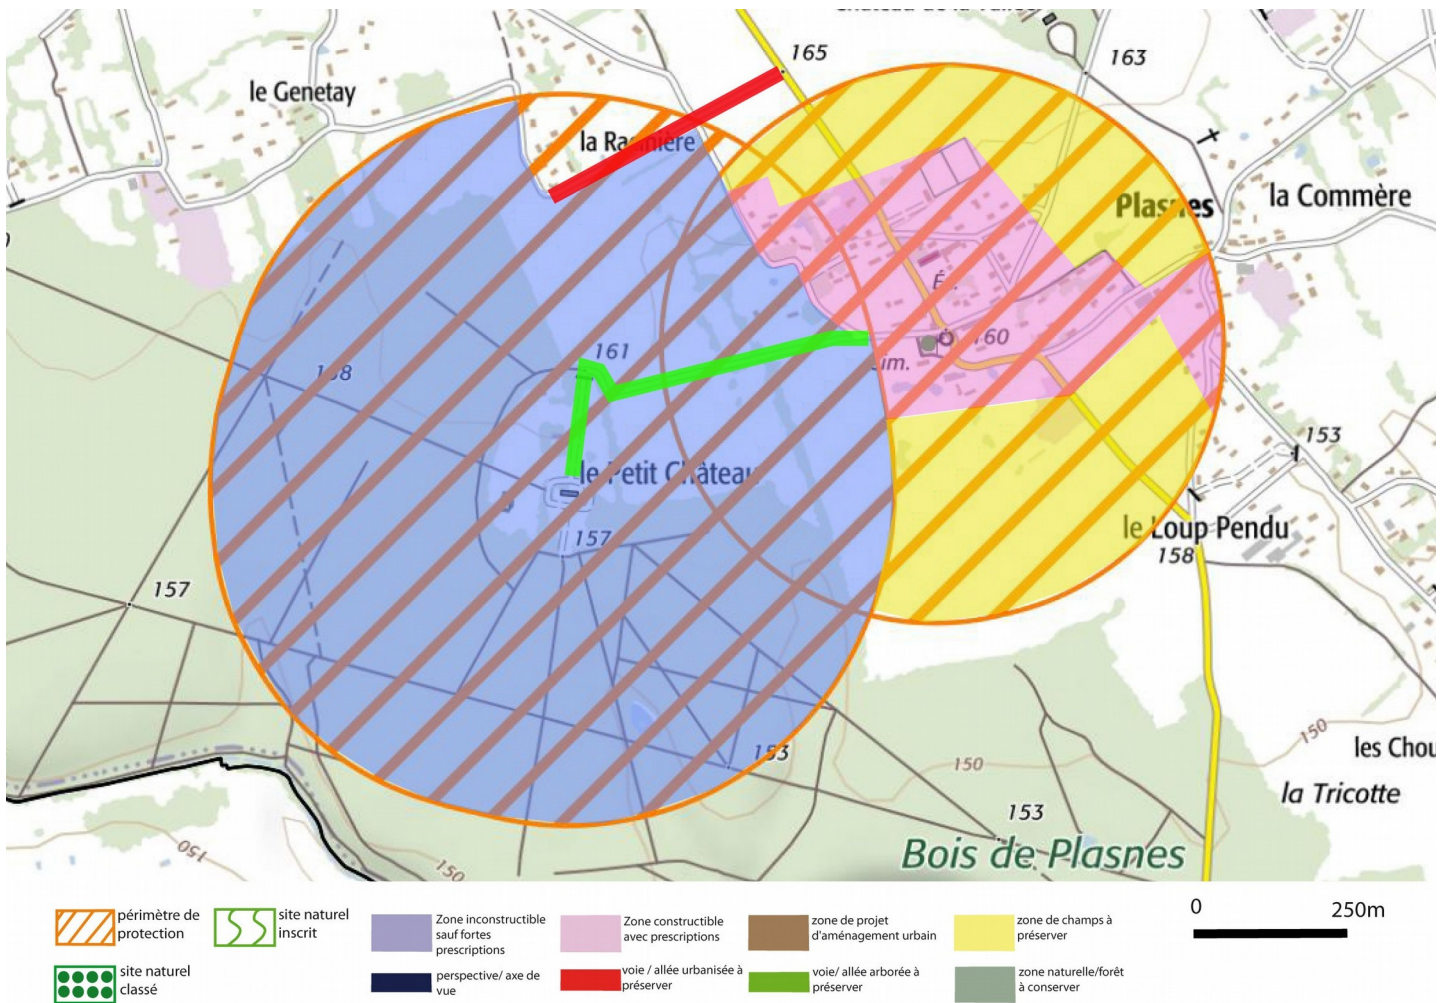 165
163
le Genetay
la Commère
Plasnes
160
161
158
le Petit Château
157
153
le Loup Pendu
158
157
153
150
les Chou
la Tricotte
150
153
Bois de Plasnes
150
150
0
250m
périmètre de
protection
site naturel
inscrit
Zone inconstructible
sauf fortes
prescriptions
Zone constructible
avec prescriptions
zone de projet
d'aménagement urbain
zone de champs à
préserver
site naturel
classé
perspective/ axe de
vue
voie / allée urbanisée à
préserver
voie/ allée arborée à
préserver
zone naturelle/forêt
à conserver